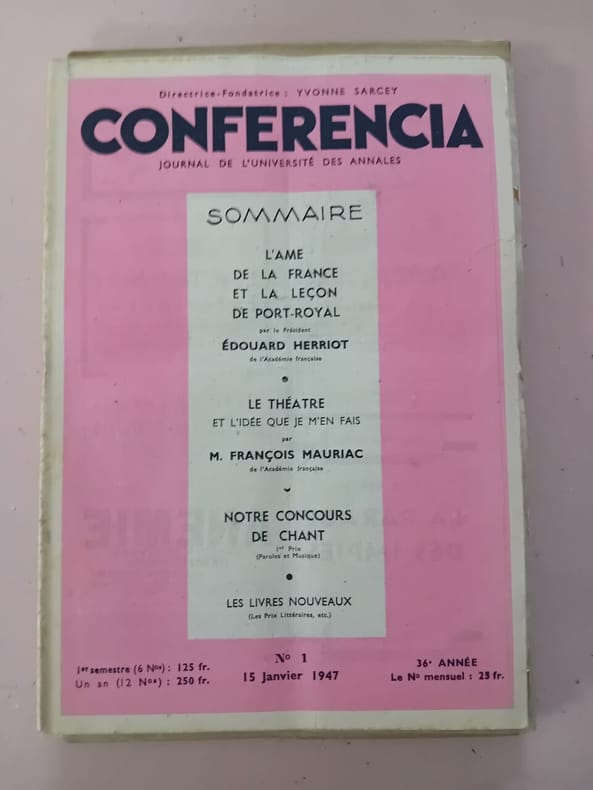 Directrice-Fondatrice : YVONNE SARCEY
CONFERENCIA
JOURNAL DE L'UNIVERSITÉ DES ANNALES
SOMMAIRE
L'AME
DE LA FRANCE
ET LA LEÇON
DE PORT-ROYAL
par le Président
ÉDOUARD HERRIOT
de l'Académie française
LE THÉATRE
ET L'IDÉE QUE JE M'EN FAIS
par
M. FRANÇOIS MAURIAC
de l'Académie française
NOTRE CONCOURS
DE CHANT
1er Prix
(Paroles et Musique)
LES LIVRES NOUVEAUX
(Les Prix Littéraires, etc.)
1er semestre (6 Nos) : 125 fr.
Un an (12 Nos) : 250 fr.
No 1
15 Janvier 1947
36e ANNÉE
Le No mensuel : 25 fr.